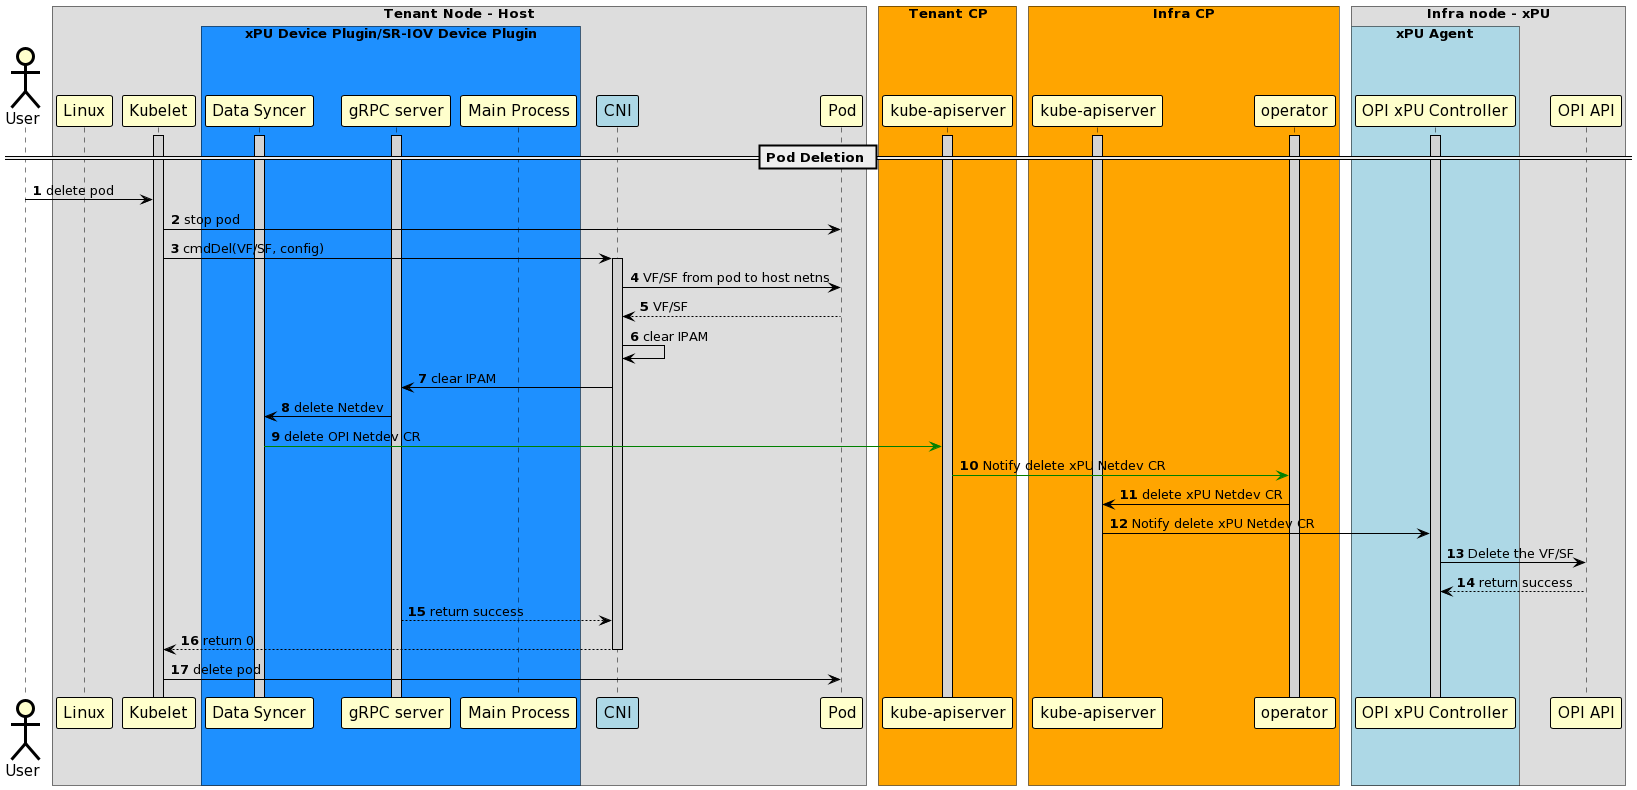 Tenant Node - Host
Tenant CP
Infra CP
Infra node - xPU
xPU Device Plugin/SR-IOV Device Plugin
xPU Agent
User
Linux
Kubelet
Data Syncer
gRPC server
Main Process
CNI
Pod
kube-apiserver
kube-apiserver
operator
OPI xPU Controller
OPI API
Pod Deletion
1 delete pod
2 stop pod
3 cmdDel(VF/SF, config)
4 VF/SF from pod to host netns
5 VF/SF
6 clear IPAM
7 clear IPAM
8 delete Netdev
9 delete OPI Netdev CR
10 Notify delete xPU Netdev CR
11 delete xPU Netdev CR
12 Notify delete xPU Netdev CR
13 Delete the VF/SF
14 return success
15 return success
16 return 0
17 delete pod
User
Linux
Kubelet
Data Syncer
gRPC server
Main Process
CNI
Pod
kube-apiserver
kube-apiserver
operator
OPI xPU Controller
OPI API